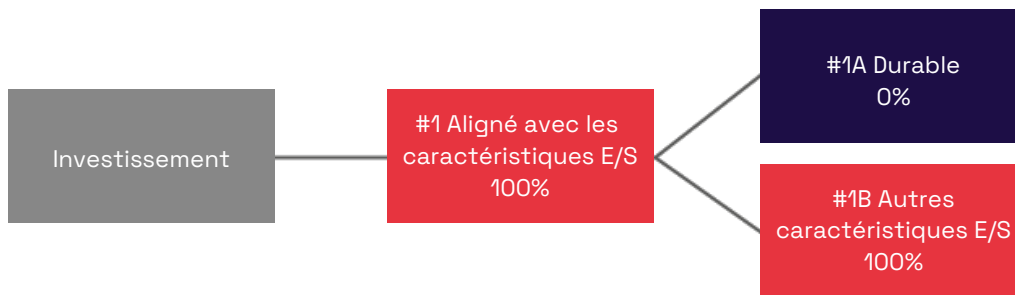 Investissement
#1 Aligné avec les
caractéristiques E/S
100%
#1A Durable
0%
#1B Autres
caractéristiques E/S
100%